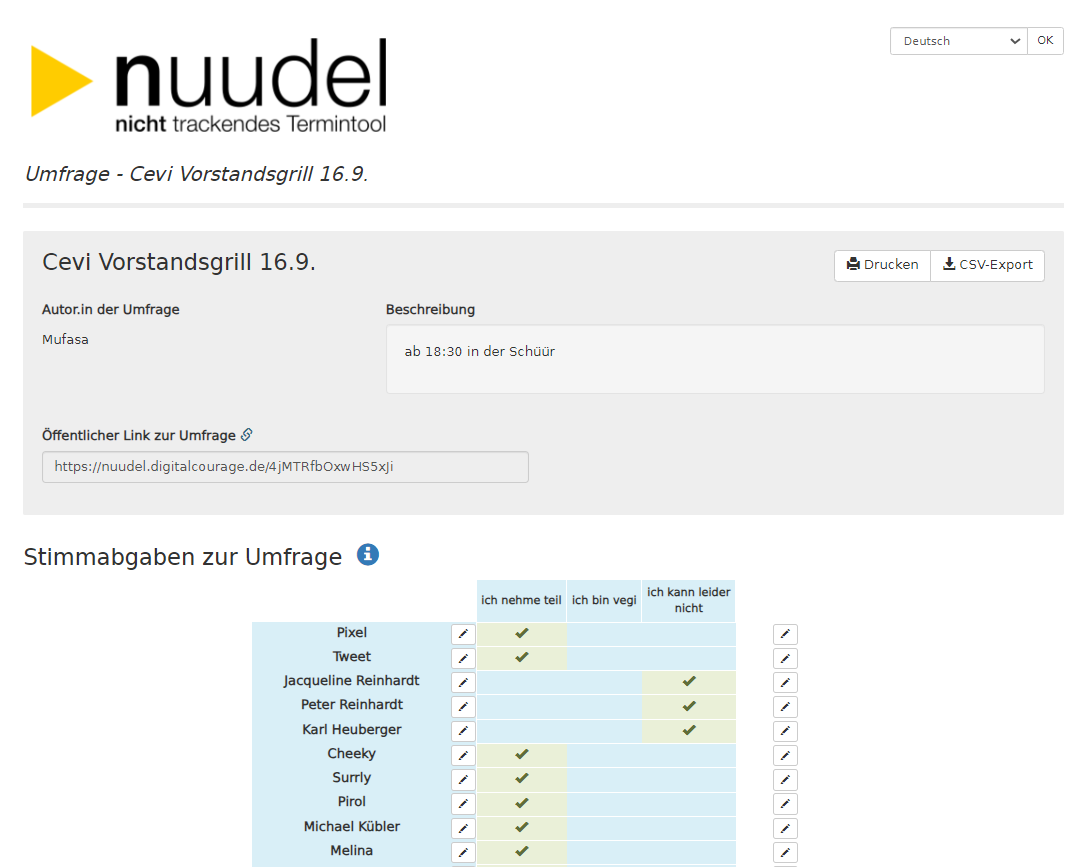 Deutsch OK
nuudel
nicht trackendes Termintool
Umfrage - Cevi Vorstandsgrill 16.9.
Cevi Vorstandsgrill 16.9.
Drucken CSV-Export
Autor.in der Umfrage Beschreibung
Mufasa
ab 18:30 in der Schüür
Öffentlicher Link zur Umfrage
https://nuudel.digitalcourage.de/4jMTRfbOxwHS5xJi
Stimmabgaben zur Umfrage
ich nehme teil ich bin vegi ich kann leider nicht
Pixel
Tweet
Jacqueline Reinhardt
Peter Reinhardt
Karl Heuberger
Cheeky
Surrly
Pirol
Michael Kübler
Melina